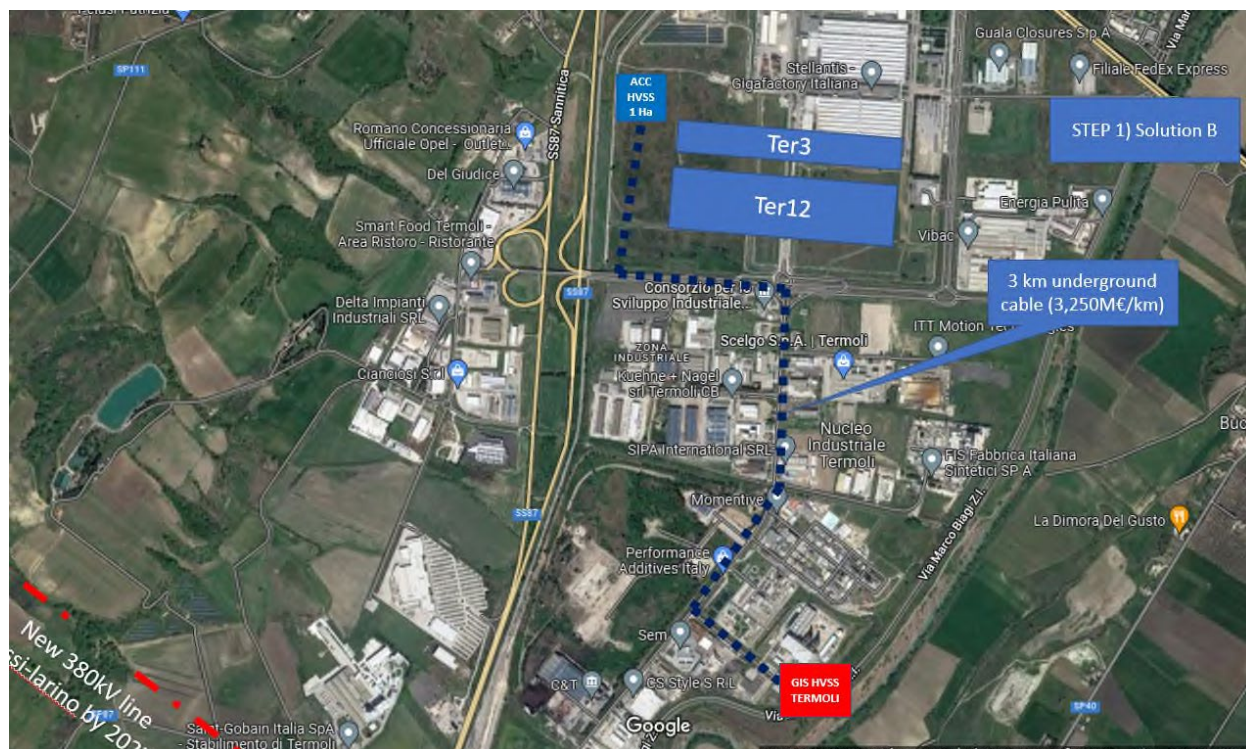 SP111
SS87 Sannitica
ACC
HVSS
1 Ha
Stellantis -
Gigafactory Italiana
Guala Closures S.p.A
Filiale FedEx Express
Via Marco
STEP 1) Solution B
Romano Concessionaria
Ufficiale Opel - Outlet..
Del Giudice
Ter3
Ter12
Smart Food Termoli -
Area Ristoro - Ristorante
Energia Pulita
Vibac
SS87
Consorzio per lo
Sviluppo Industriale...
3 km underground
cable (3,250M€/km)
Delta Impianti
Industriali SRL
ITT Motion Technologies
Scelgo S.p.A. | Termoli
ZONA
INDUSTRIALE
Kuehne + Nagel
srl Termoli CB
Cianciosi S.r.l
Nucleo
Industriale
Termoli
SIPA International SRL
FIS Fabbrica Italiana
Sintetici SP A
Momentive
SS87
La Dimora Del Gusto
Via Marco Biagi Z.I.
Performance
Additives Italy
Sem
New 380kV line
GIS HVSS
TERMOLI
C&T
CS Style S R L
Google
SP40
Saint-Gobain Italia SpA
- Stabilimento di Termoli